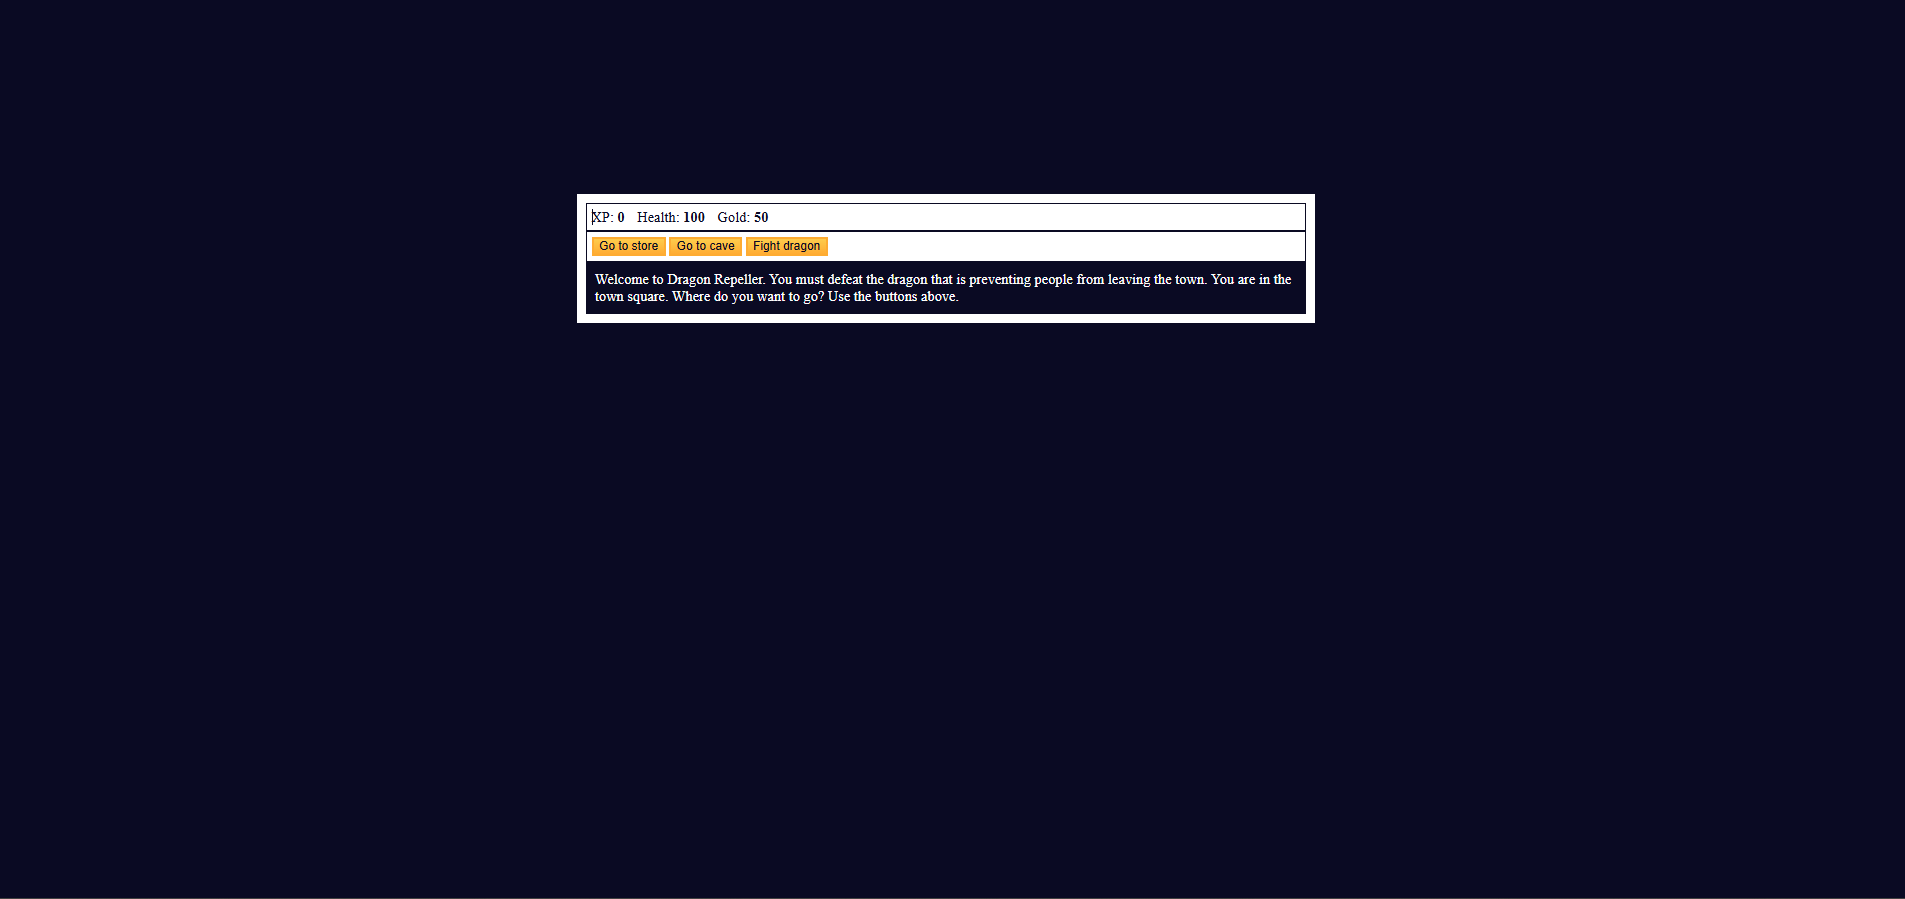 XP: 0 Health: 100 Gold: 50
Go to store Go to cave Fight dragon
Welcome to Dragon Repeller. You must defeat the dragon that is preventing people from leaving the town. You are in the
town square. Where do you want to go? Use the buttons above.